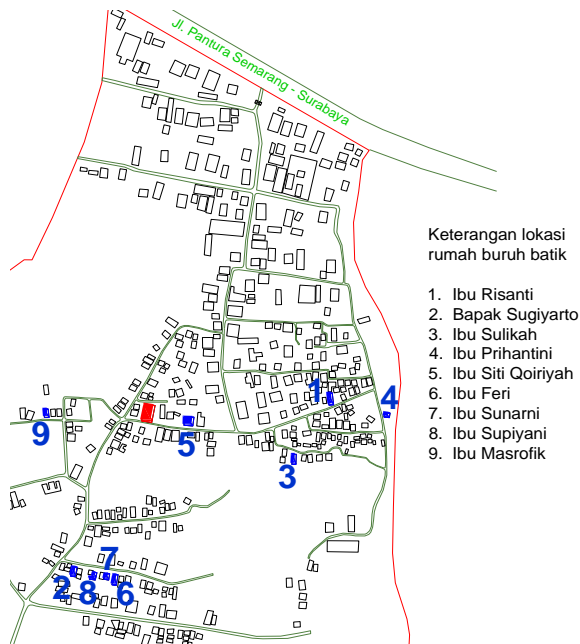 Jl. Pantura Semarang - Surabaya
Keterangan lokasi
rumah buruh batik
1. Ibu Risanti
2. Bapak Sugiyarto
3. Ibu Sulikah
4. Ibu Prihantini
5. Ibu Siti Qoiriyah
6. Ibu Feri
7. Ibu Sunarni
8. Ibu Supiyani
9. Ibu Masrofik
1
4
9
5
3
7
2
8
6